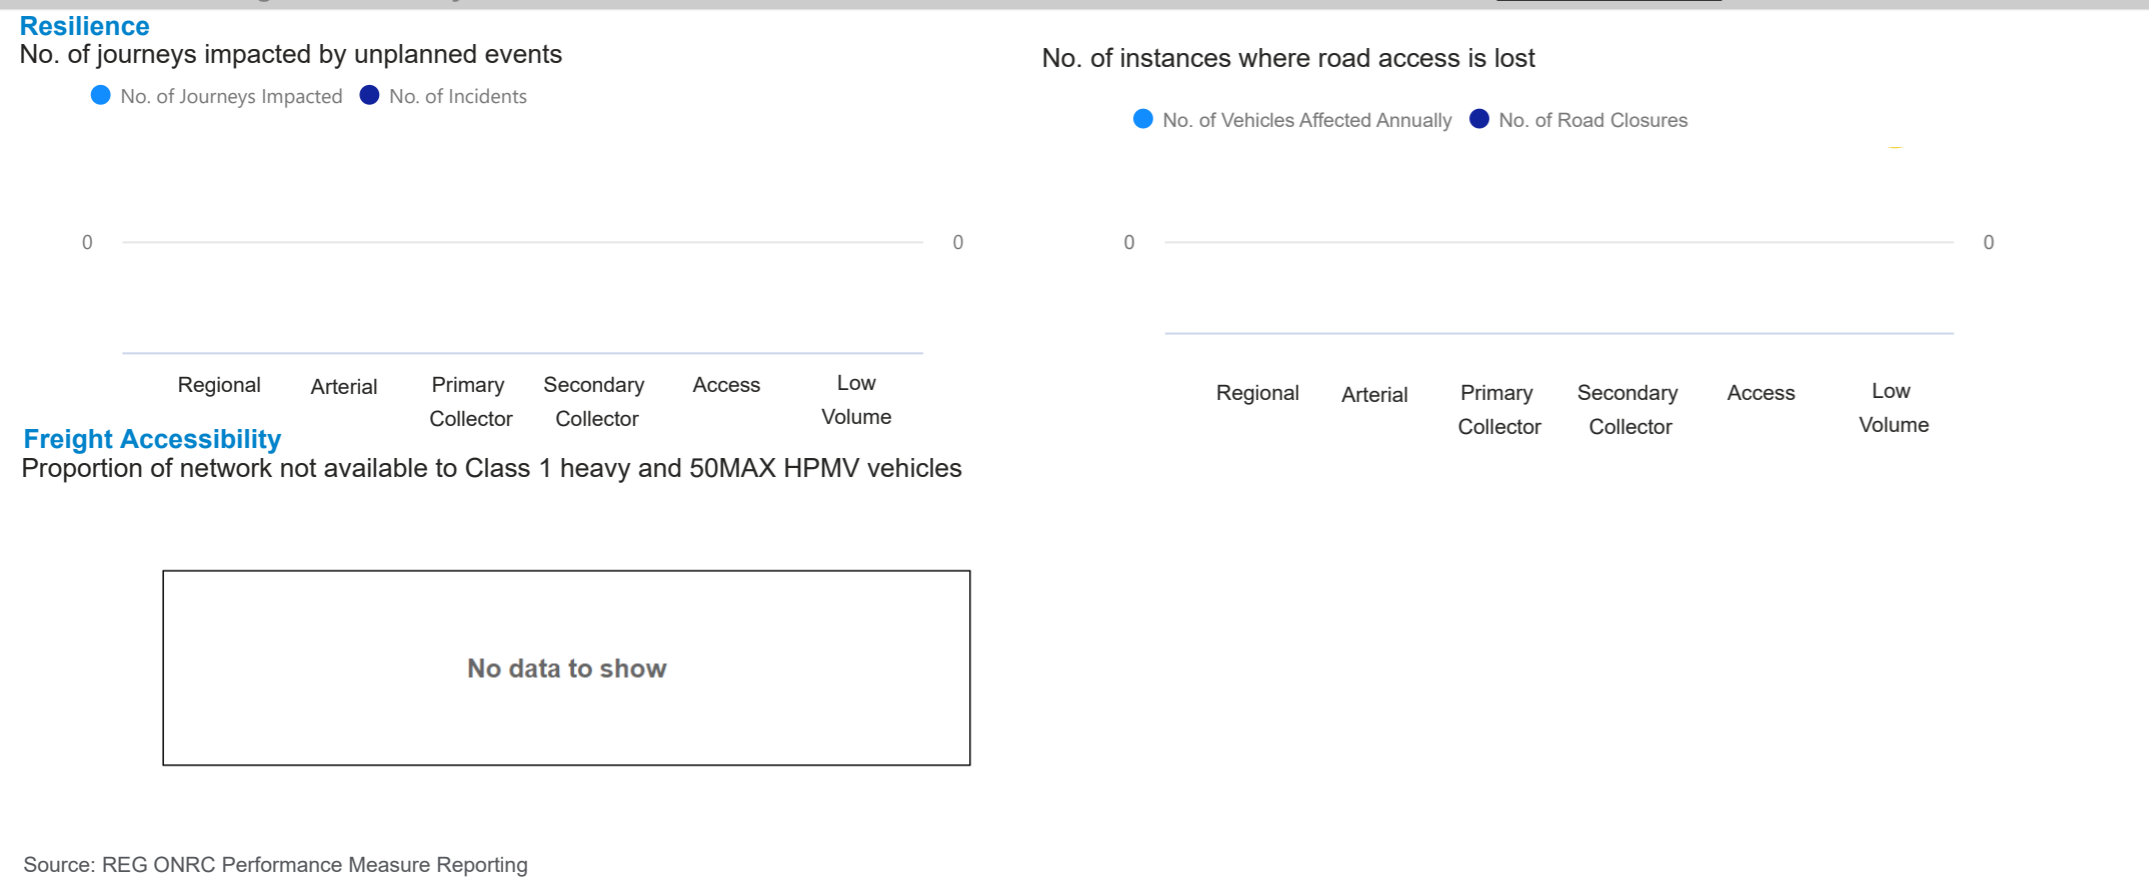 Resilience
No. of journeys impacted by unplanned events
No. of Journeys Impacted No. of Incidents
0 0
Regional Arterial Primary Secondary Access Low
Collector Collector Volume
No. of instances where road access is lost
No. of Vehicles Affected Annually No. of Road Closures
0 0
Regional Arterial Primary Secondary Access Low
Collector Collector Volume
Freight Accessibility
Proportion of network not available to Class 1 heavy and 50MAX HPMV vehicles
No data to show
Source: REG ONRC Performance Measure Reporting